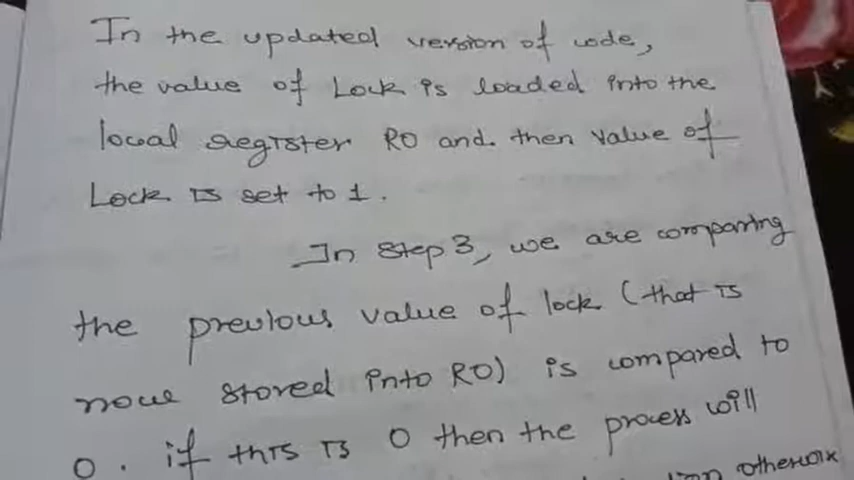 In the updated version of code,
the value of Lock is loaded into the
local register R0 and then value of
Lock is set to 1.
In Step 3, we are comparing
the previous value of lock (that is
now stored into R0) is compared to
0. if this is 0 then the process will
otherwise